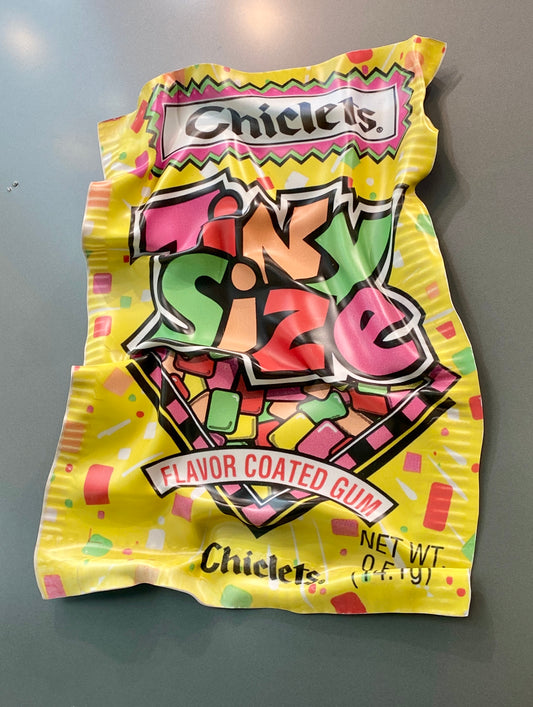 Chiclets®
Tiny
Size
FLAVOR COATED GUM
Chiclets®
NET WT.